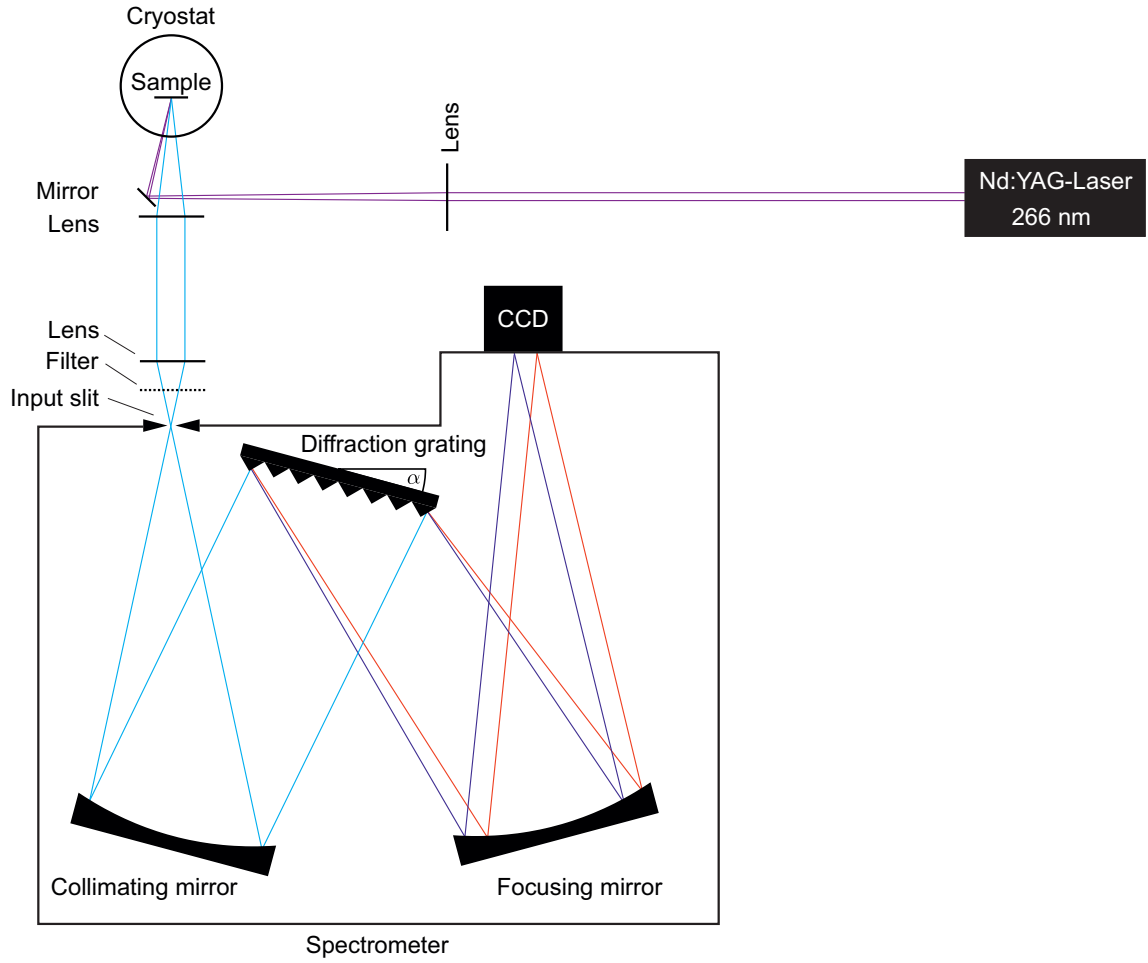 Cryostat
Sample
Lens
Mirror
Nd:YAG-Laser
266 nm
Lens
CCD
Lens
Filter
Input slit
Diffraction grating
α
Collimating mirror
Focusing mirror
Spectrometer